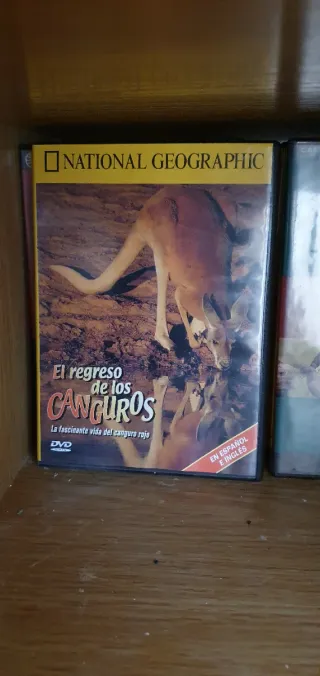 NATIONAL GEOGRAPHIC
El regreso
de los
CANGUROS
La fascinante vida del canguro rojo
DVD
EN ESPAÑOL
E INGLÉS